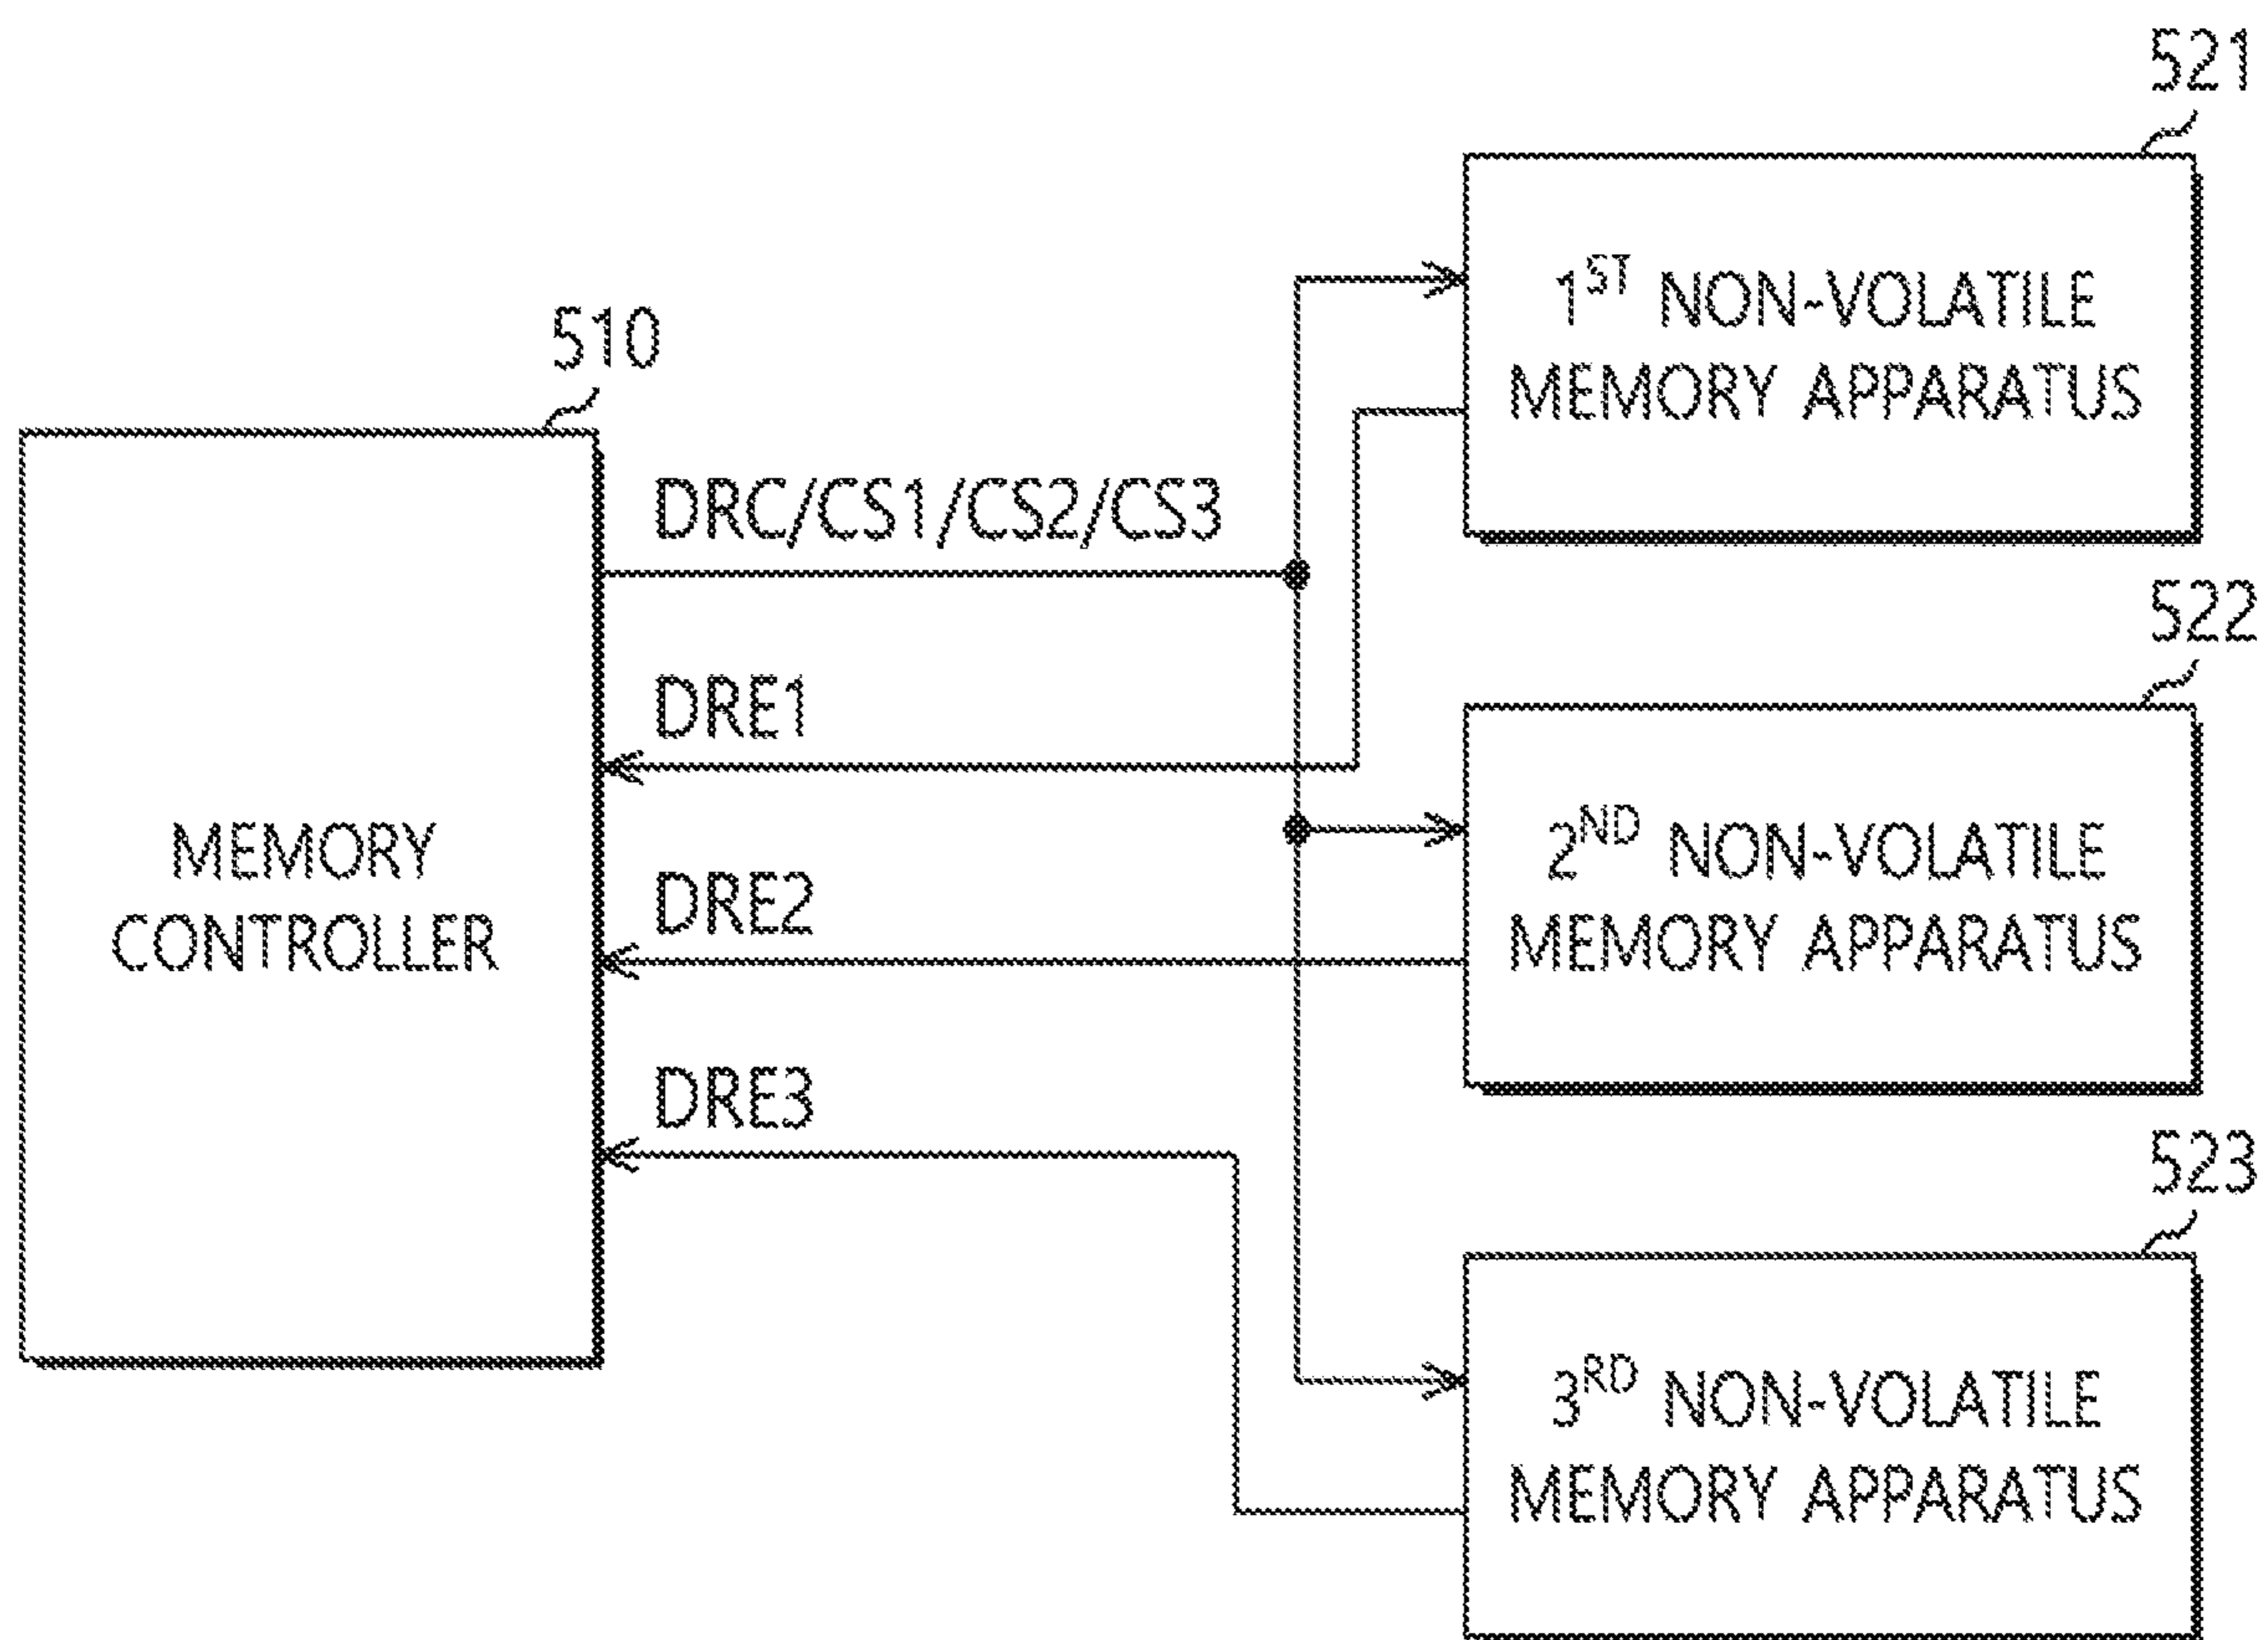 521
1ST NON-VOLATILE
MEMORY APPARATUS
510
DRC/CS1/CS2/CS3
522
DRE1
MEMORY
CONTROLLER
2ND NON-VOLATILE
MEMORY APPARATUS
DRE2
DRE3
523
3RD NON-VOLATILE
MEMORY APPARATUS